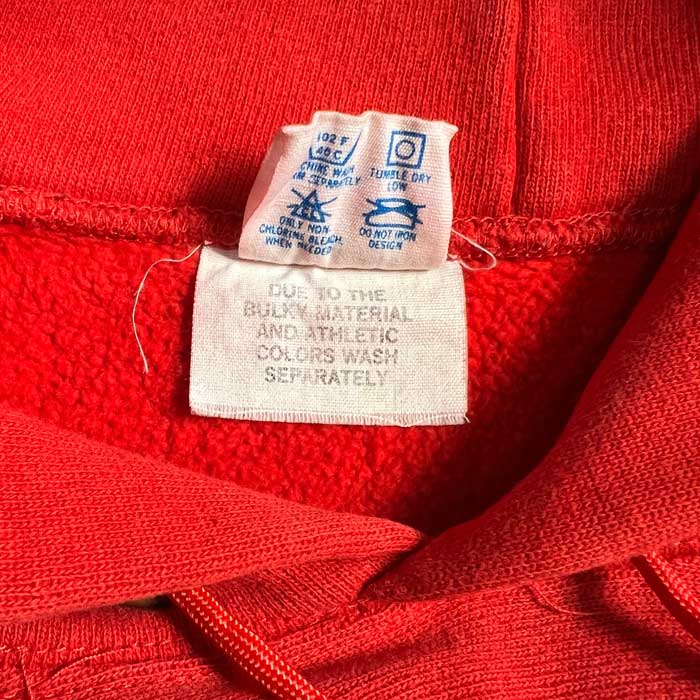 102 F
40 C
CHINE WASH
SEPARATELY
TUMBLE DRY
LOW
ONLY NON-
CHLORINE BLEACH
WHEN NEEDED
DO NOT IRON
DESIGN
DUE TO THE
BULKY MATERIAL
AND ATHLETIC
COLORS WASH
SEPARATELY